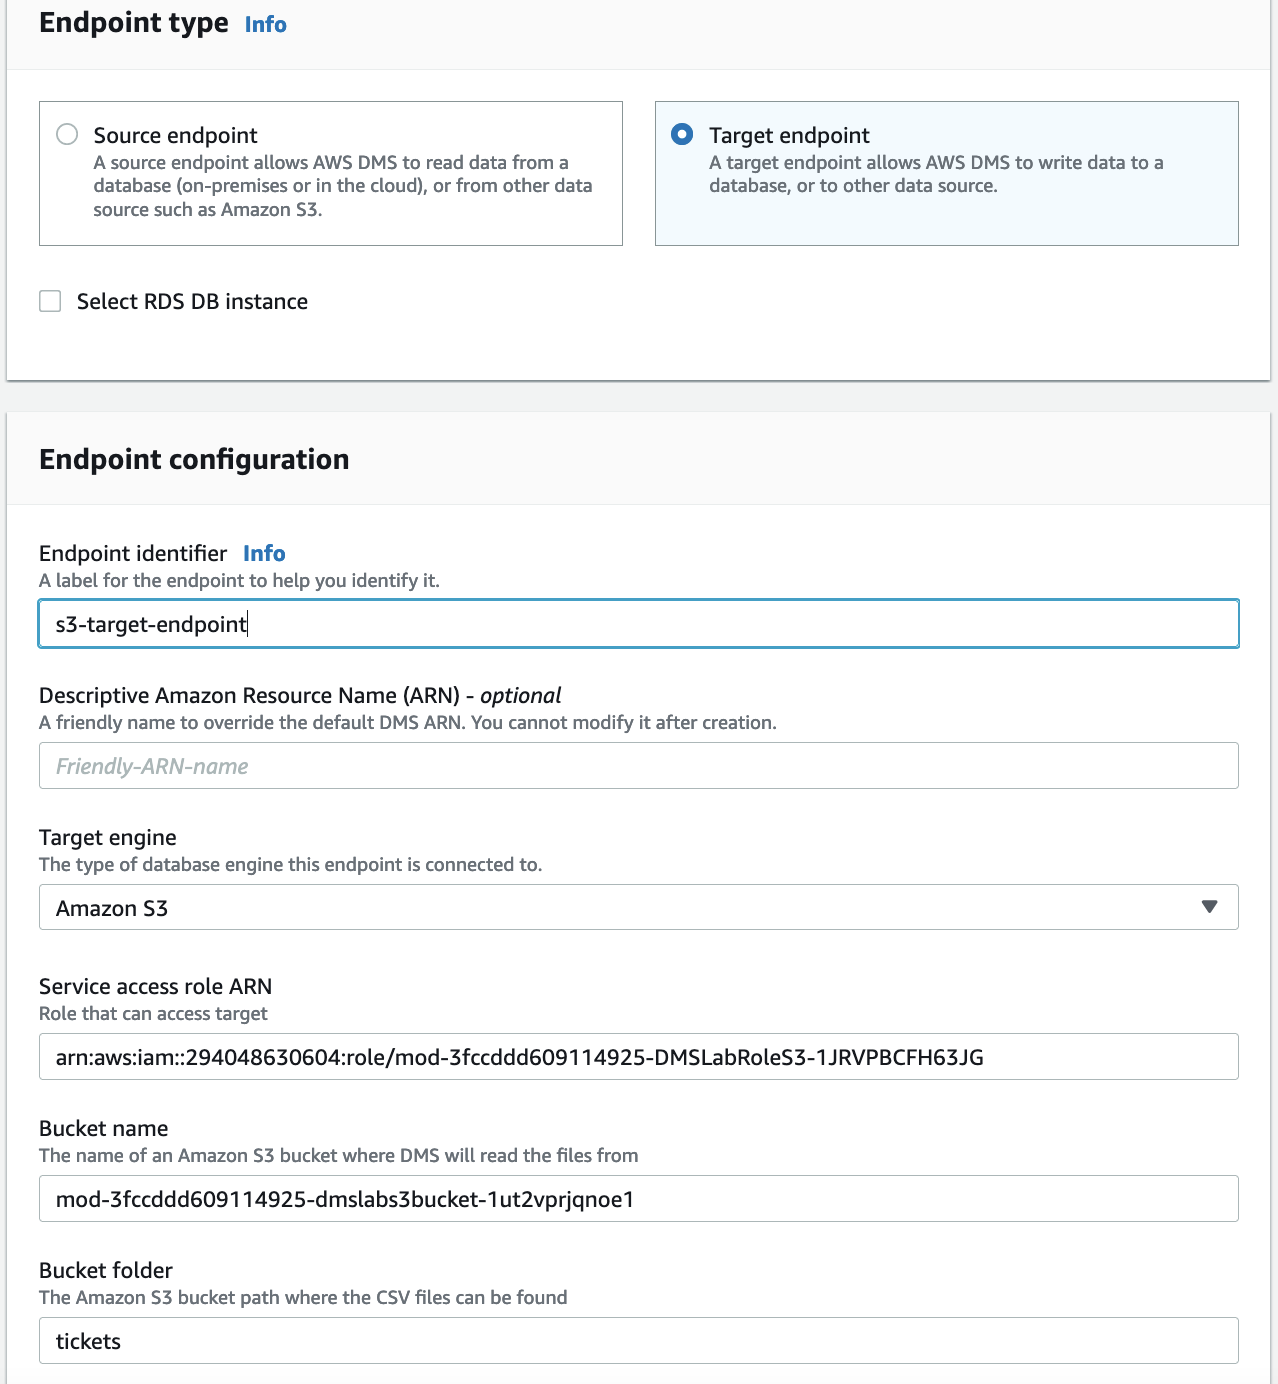 Endpoint type Info
Source endpoint
A source endpoint allows AWS DMS to read data from a
database (on-premises or in the cloud), or from other data
source such as Amazon S3.
Target endpoint
A target endpoint allows AWS DMS to write data to a
database, or to other data source.
Select RDS DB instance
Endpoint configuration
Endpoint identifier Info
A label for the endpoint to help you identify it.
s3-target-endpoint
Descriptive Amazon Resource Name (ARN) - optional
A friendly name to override the default DMS ARN. You cannot modify it after creation.
Friendly-ARN-name
Target engine
The type of database engine this endpoint is connected to.
Amazon S3
Service access role ARN
Role that can access target
arn:aws:iam::294048630604:role/mod-3fccddd609114925-DMSLabRoleS3-1JRVPBCFH63JG
Bucket name
The name of an Amazon S3 bucket where DMS will read the files from
mod-3fccddd609114925-dmslabs3bucket-1ut2vprjqnoe1
Bucket folder
The Amazon S3 bucket path where the CSV files can be found
tickets